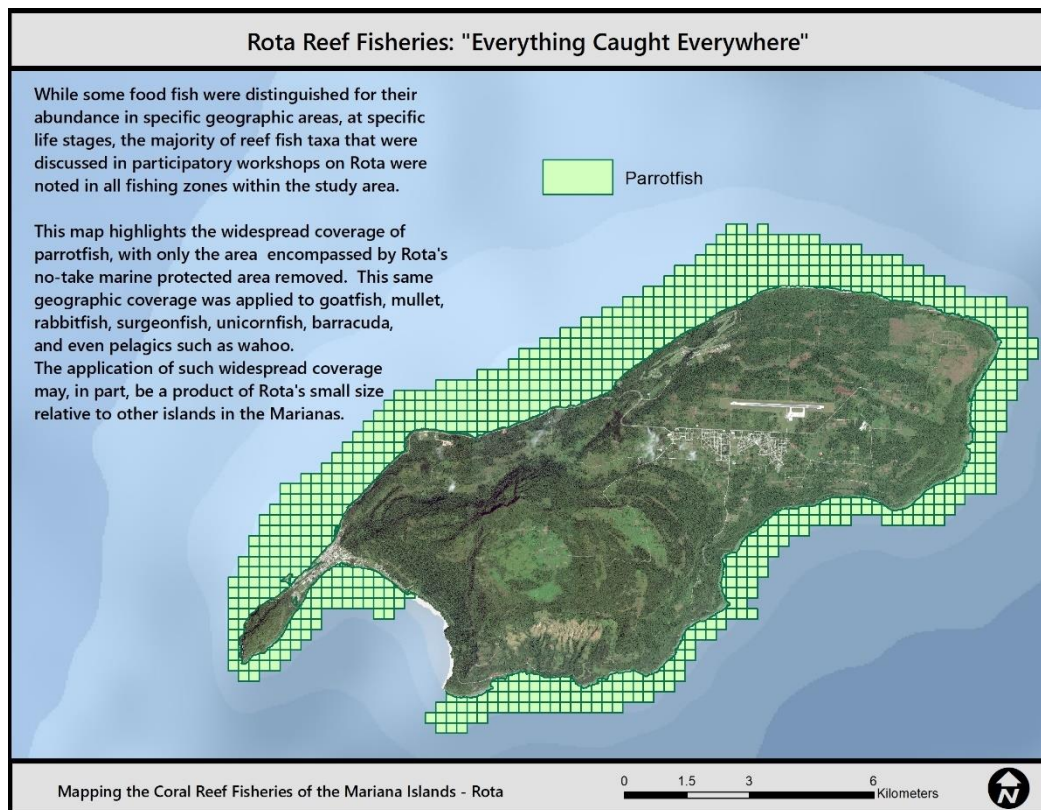 Rota Reef Fisheries: "Everything Caught Everywhere"
While some food fish were distinguished for their
abundance in specific geographic areas, at specific
life stages, the majority of reef fish taxa that were
discussed in participatory workshops on Rota were
noted in all fishing zones within the study area.
This map highlights the widespread coverage of
parrotfish, with only the area encompassed by Rota's
no-take marine protected area removed. This same
geographic coverage was applied to goatfish, mullet,
rabbitfish, surgeonfish, unicornfish, barracuda,
and even pelagics such as wahoo.
The application of such widespread coverage
may, in part, be a product of Rota's small size
relative to other islands in the Marianas.
Parrotfish
Mapping the Coral Reef Fisheries of the Mariana Islands - Rota
0 1.5 3 6
Kilometers
N